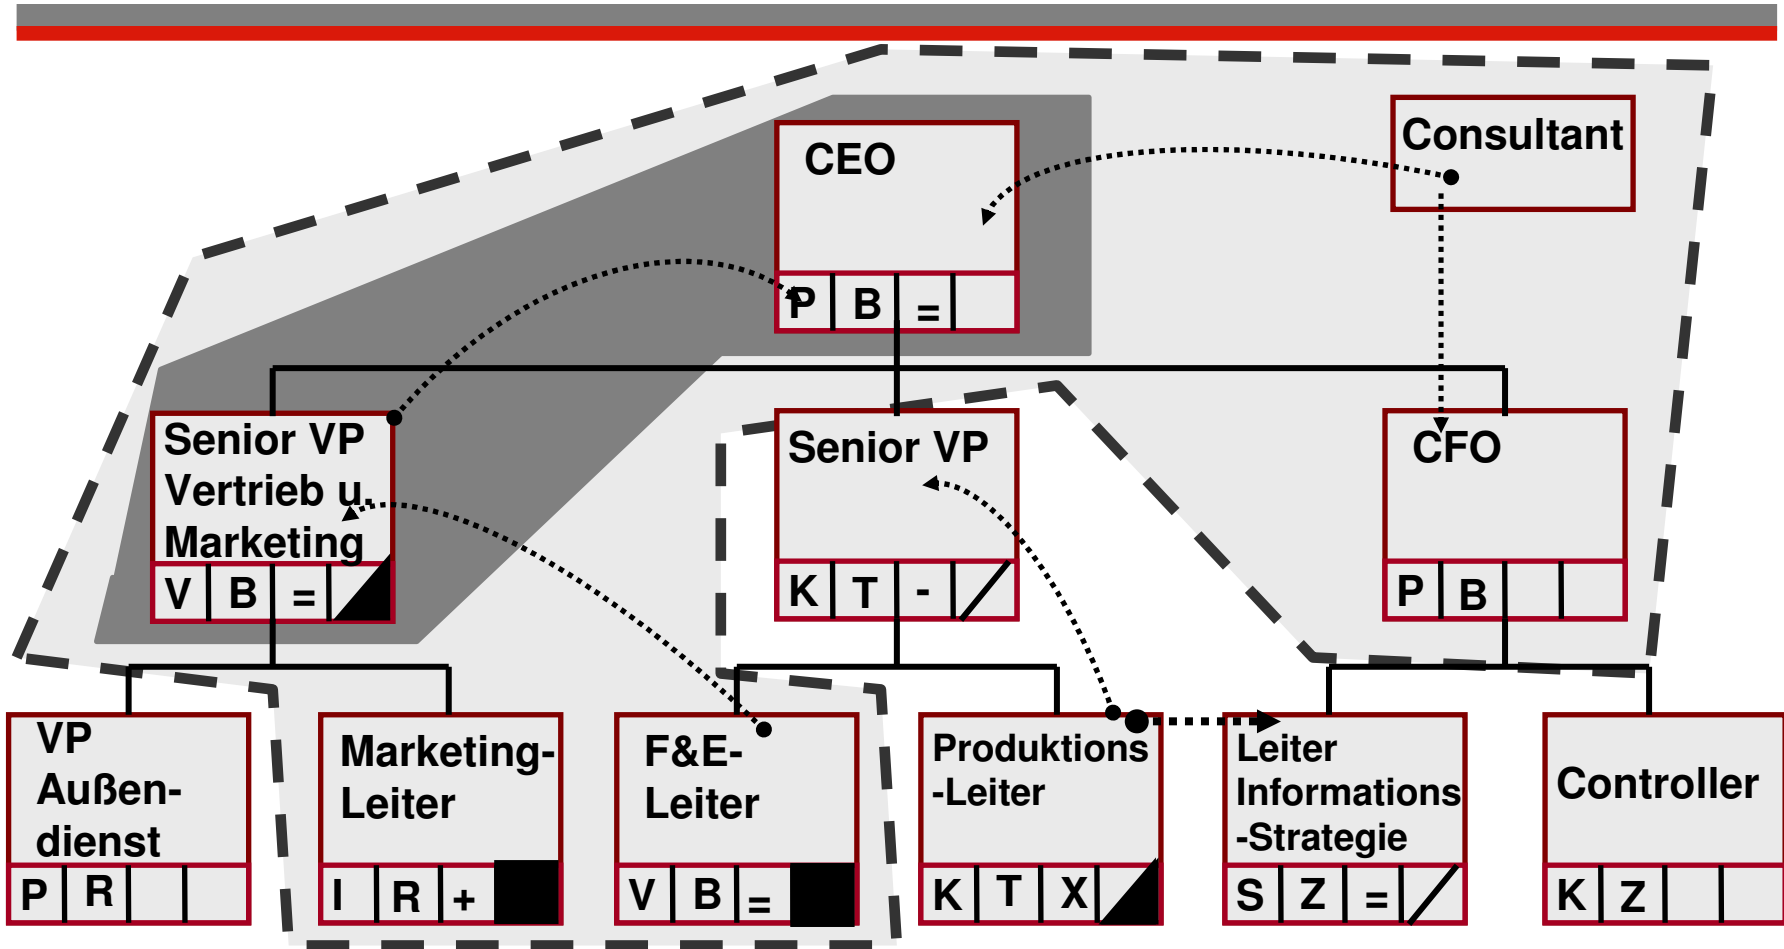 CEO
P B =
Consultant
Senior VP
Vertrieb u.
Marketing
V B =
Senior VP
K T -
CFO
P B
VP
Außen-
dienst
P R
Marketing-
Leiter
I R +
F&E-
Leiter
V B =
Produktions
-Leiter
K T X
Leiter
Informations
-Strategie
S Z =
Controller
K Z